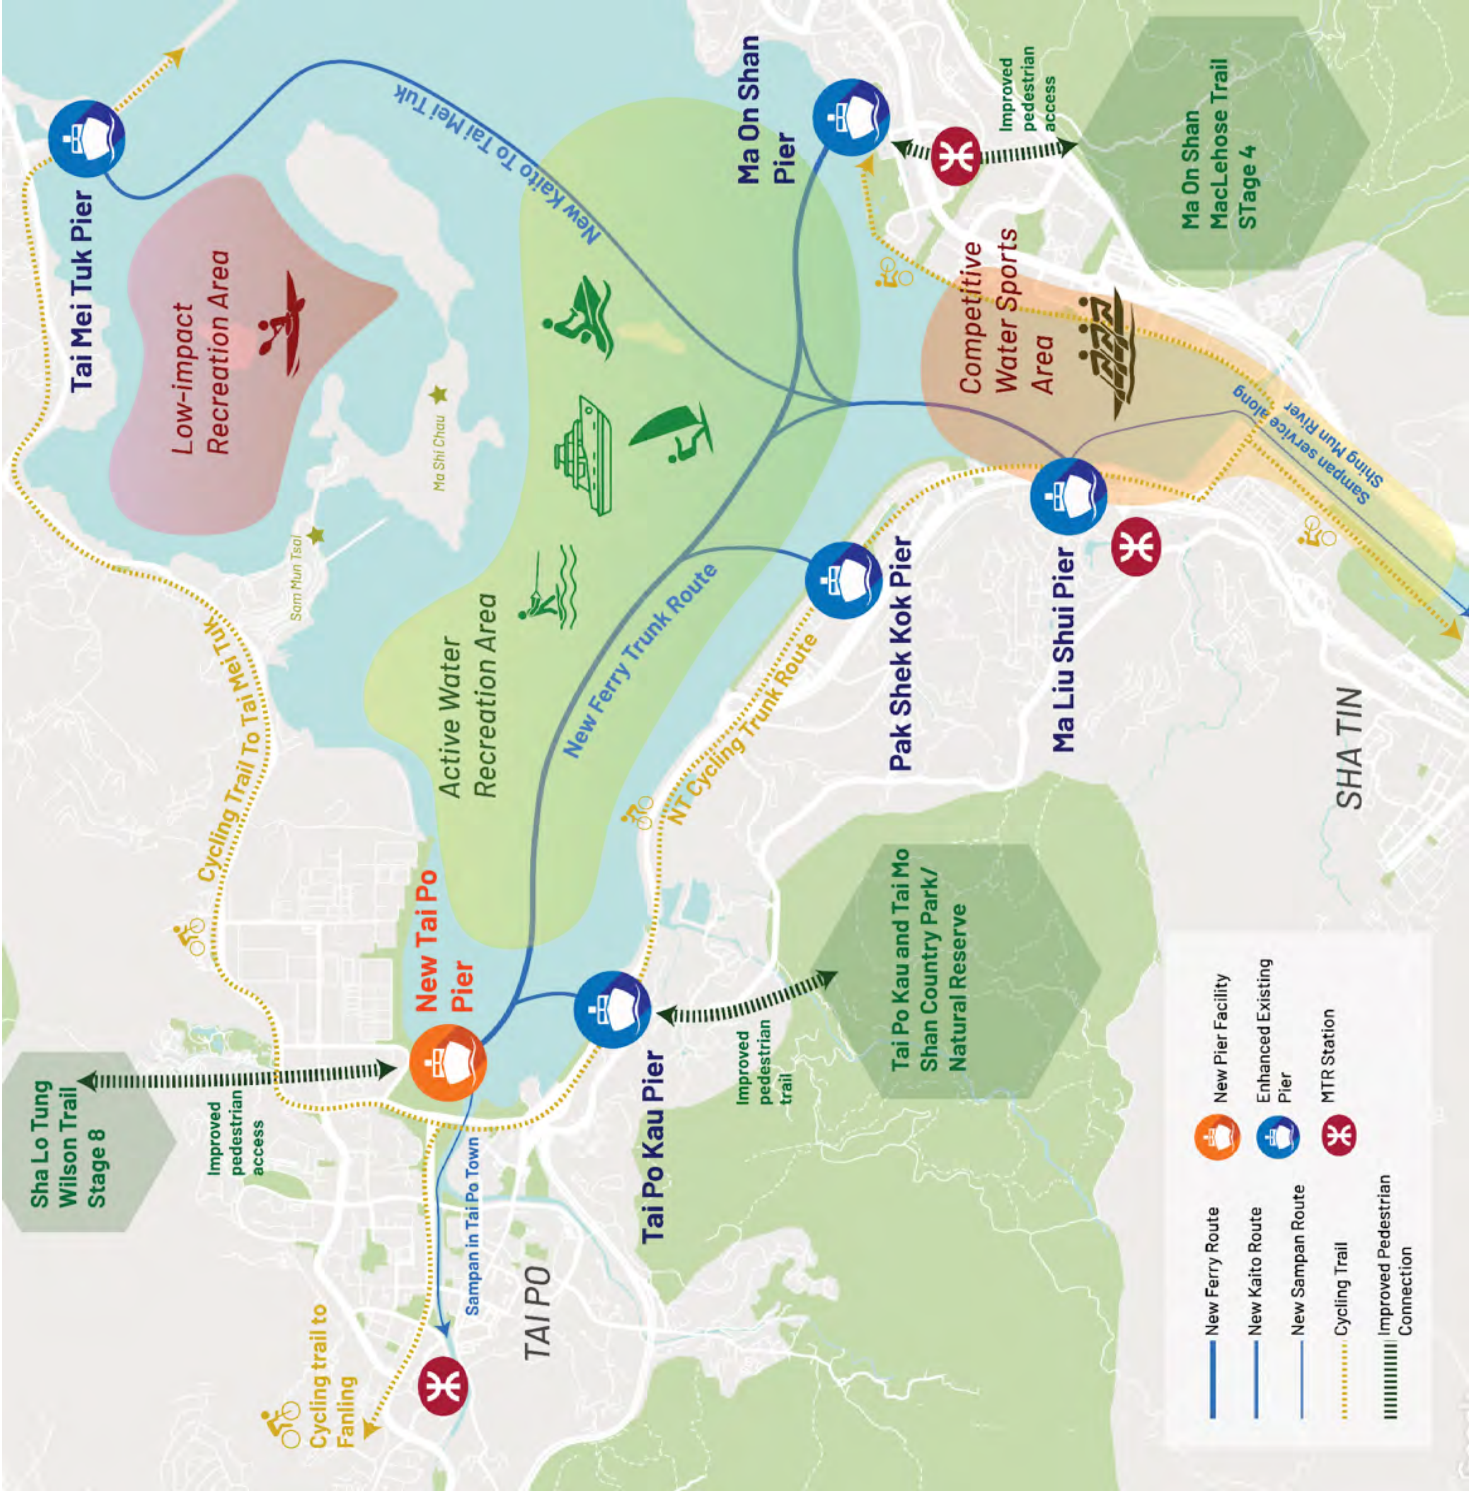 Sha Lo Tung
Wilson Trail
Stage 8
Improved
pedestrian
access
Cycling trail to
Fanling
Sampan in Tai Po Town
TAI PO
New Tai Po
Pier
Tai Po Kau Pier
Improved
pedestrian
trail
Tai Po Kau and Tai Mo
Shan Country Park/
Natural Reserve
Cycling Trail To Tai Mei Tuk
Sam Mun Tsai
Ma Shi Chau
Tai Mei Tuk Pier
Low-impact
Recreation Area
New Kaito To Tai Mei Tuk
Active Water
Recreation Area
New Ferry Trunk Route
NT Cycling Trunk Route
Pak Shek Kok Pier
Ma Liu Shui Pier
SHA TIN
Ma On Shan
Pier
Improved
pedestrian
access
Ma On Shan
MacLehose Trail
STage 4
Competitive
Water Sports
Area
Sampan service along
Shing Mun River
New Ferry Route
New Kaito Route
New Sampan Route
Cycling Trail
Improved Pedestrian
Connection
New Pier Facility
Enhanced Existing
Pier
MTR Station